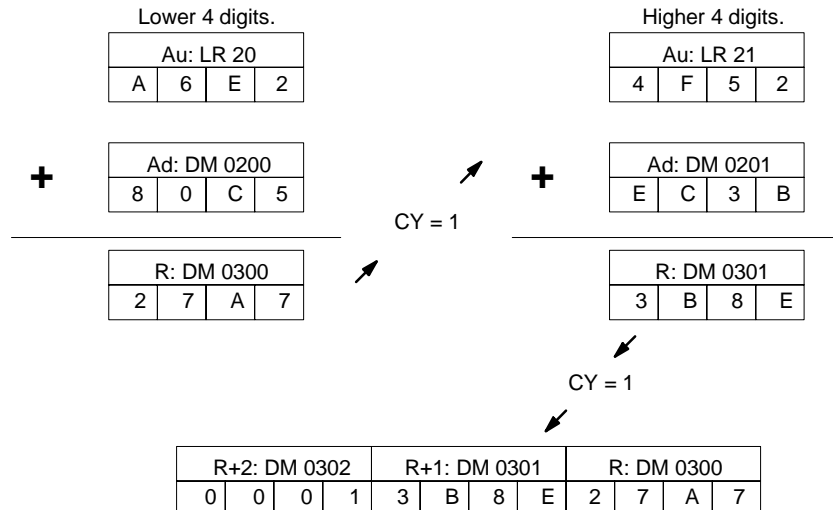 Lower 4 digits. Higher 4 digits.
Au: LR 20 Au: LR 21
A 6 E 2 4 F 5 2
+ Ad: DM 0200 + Ad: DM 0201
8 0 C 5 E C 3 B
CY = 1
R: DM 0300 R: DM 0301
2 7 A 7 3 B 8 E
CY = 1
R+2: DM 0302 R+1: DM 0301 R: DM 0300
0 0 0 1 3 B 8 E 2 7 A 7